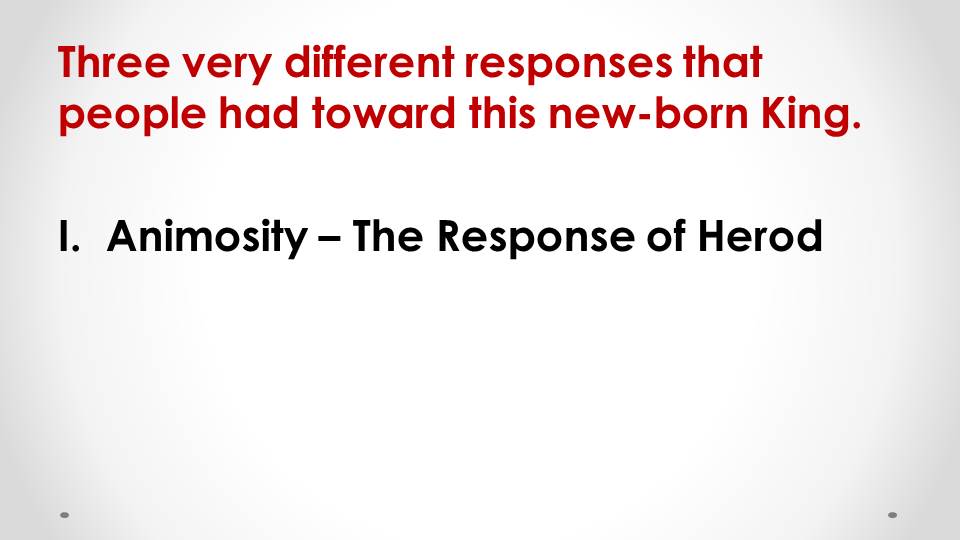 Three very different responses that
people had toward this new-born King.
I. Animosity – The Response of Herod